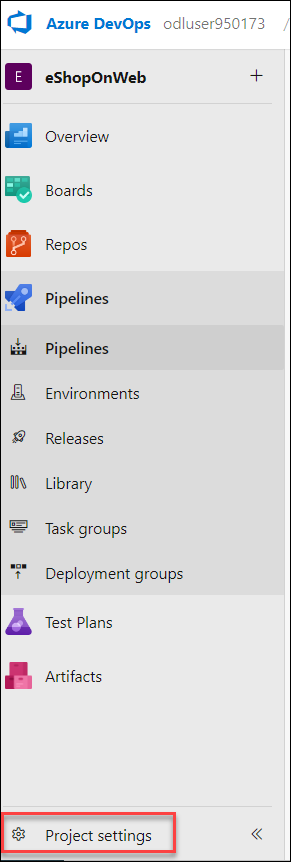 Azure DevOps odluser950173 /
E eShopOnWeb +
Overview
Boards
Repos
Pipelines
Pipelines
Environments
Releases
Library
Task groups
Deployment groups
Test Plans
Artifacts
Project settings